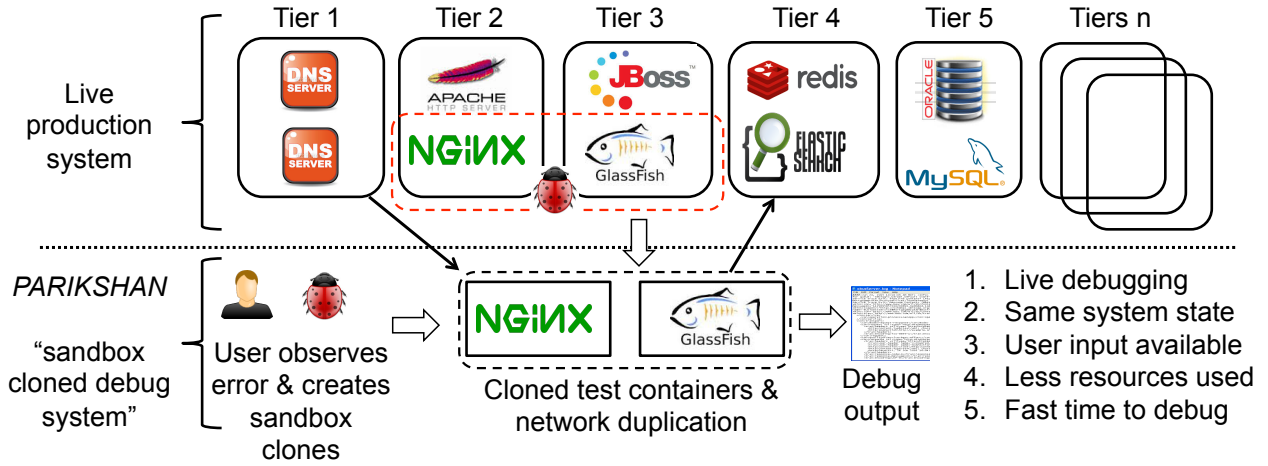 Tier 1
Tier 2
Tier 3
Tier 4
Tier 5
Tiers n
Live
production
system
DNS
SERVER
DNS
SERVER
APACHE
HTTP SERVER
NGiNX
JBoss™
GlassFish
redis
ELASTIC
SEARCH
ORACLE
MySQL®
PARIKSHAN
“sandbox
cloned debug
system”
User observes
error & creates
sandbox
clones
NGiNX
GlassFish
Cloned test containers &
network duplication
Debug
output
1. Live debugging
2. Same system state
3. User input available
4. Less resources used
5. Fast time to debug